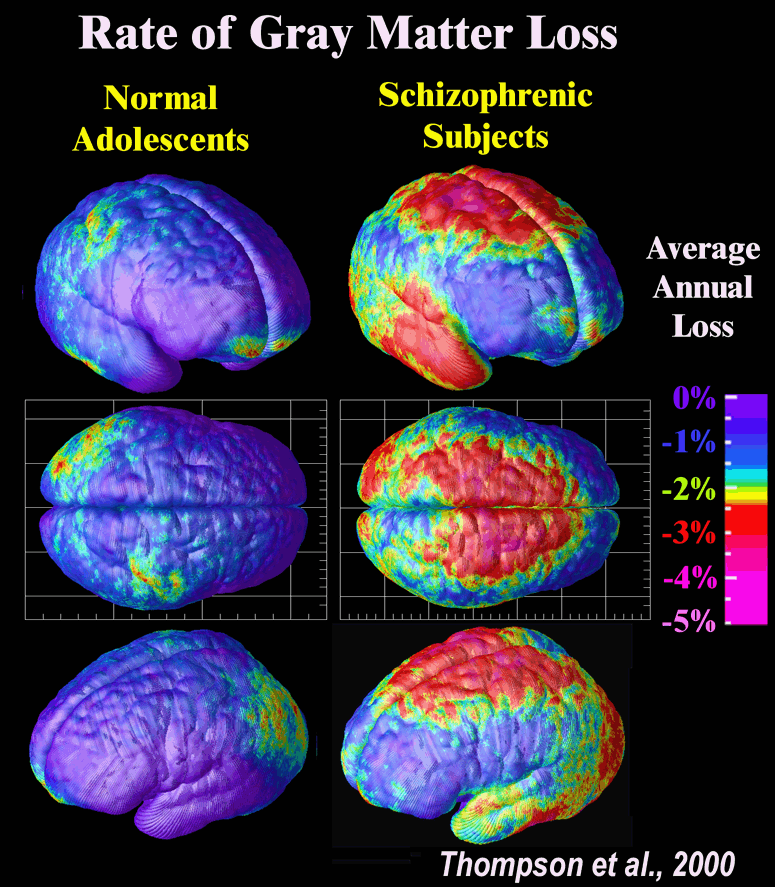 Rate of Gray Matter Loss
Normal
Adolescents
Schizophrenic
Subjects
Average
Annual
Loss
0%
-1%
-2%
-3%
-4%
-5%
Thompson et al., 2000